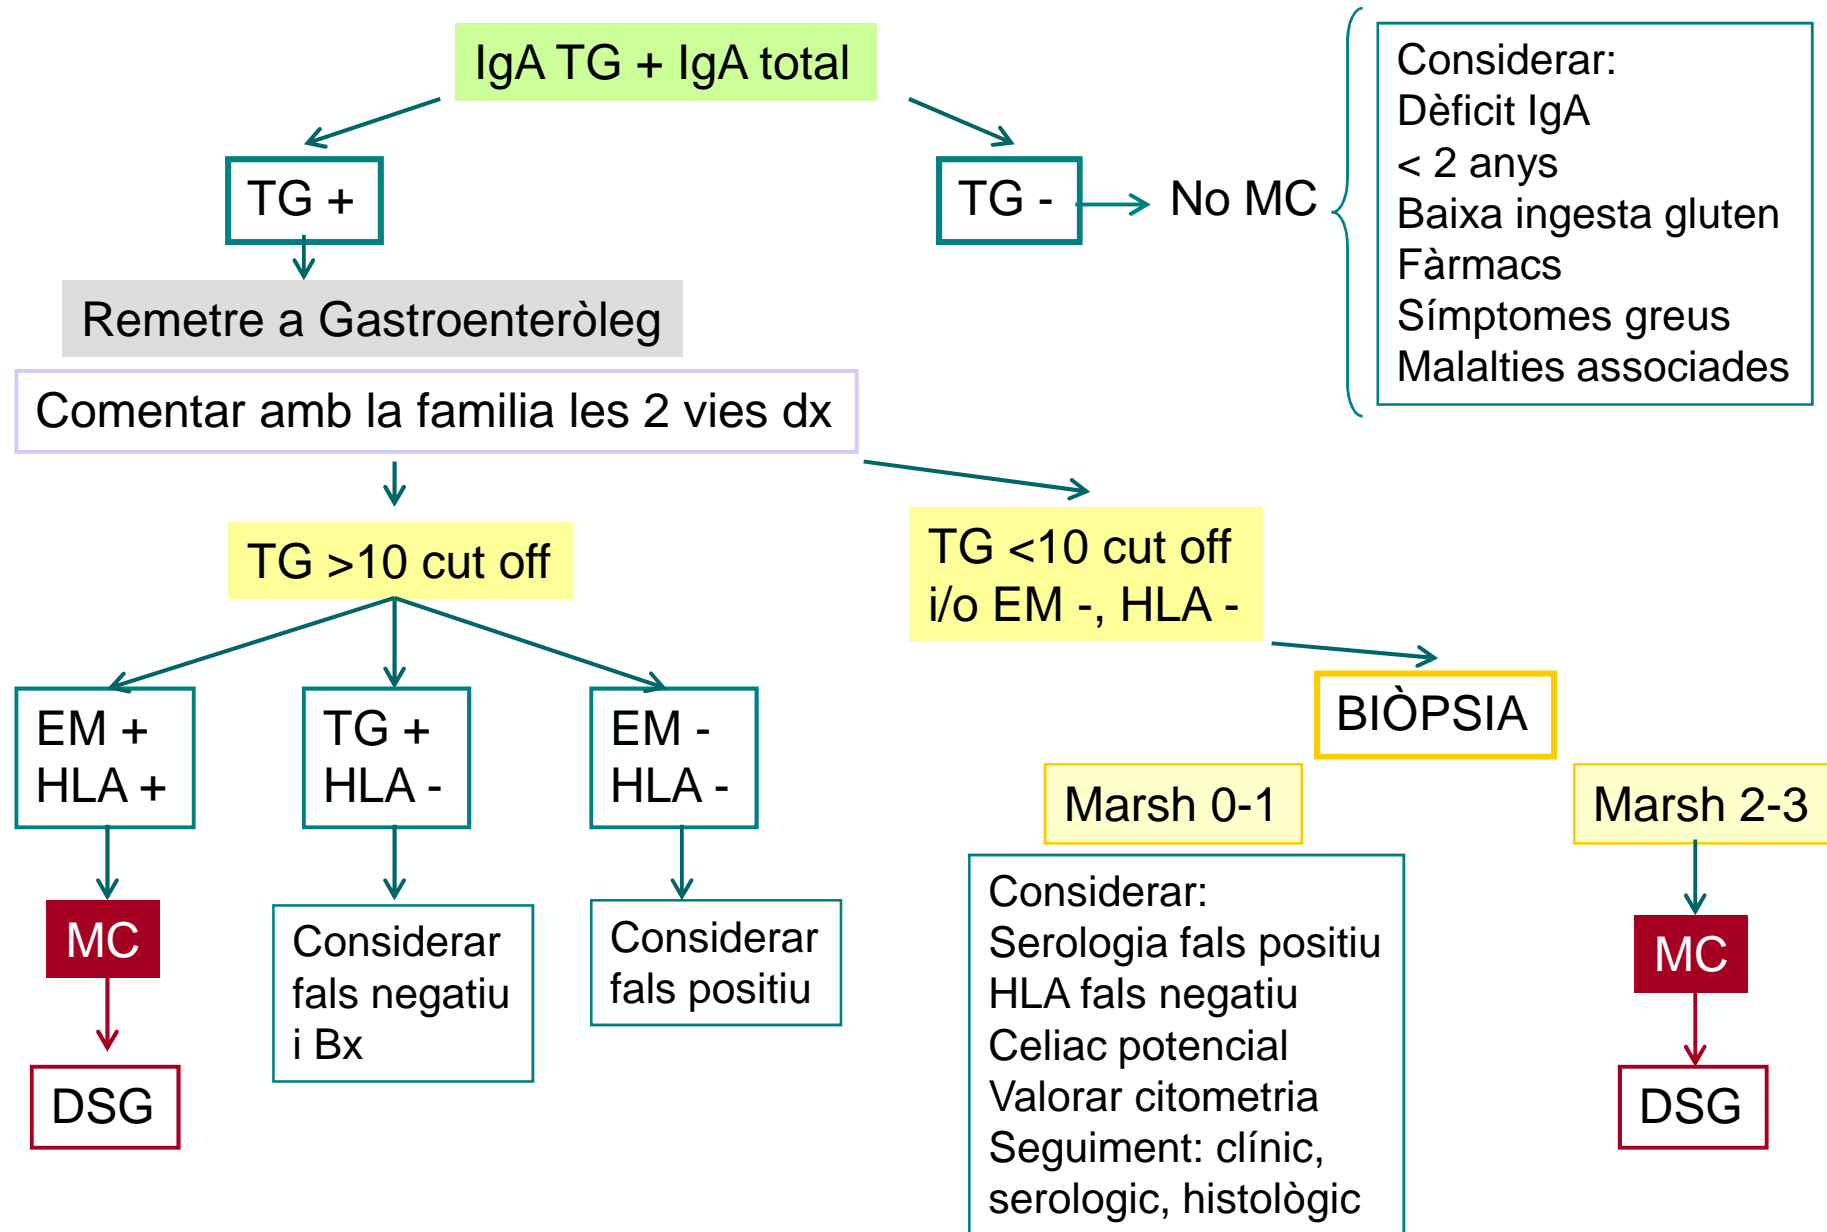 IgA TG + IgA total
TG +
TG -
No MC
Considerar:
Dèficit IgA
< 2 anys
Baixa ingesta gluten
Fàrmacs
Símptomes greus
Malalties associades
Remetre a Gastroenteròleg
Comentar amb la familia les 2 vies dx
TG >10 cut off
TG <10 cut off
i/o EM -, HLA -
EM +
HLA +
TG +
HLA -
EM -
HLA -
BIÒPSIA
Marsh 0-1
Marsh 2-3
MC
DSG
Considerar
fals negatiu
i Bx
Considerar
fals positiu
Considerar:
Serologia fals positiu
HLA fals negatiu
Celiac potencial
Valorar citometria
Seguiment: clínic,
serologic, histològic
MC
DSG